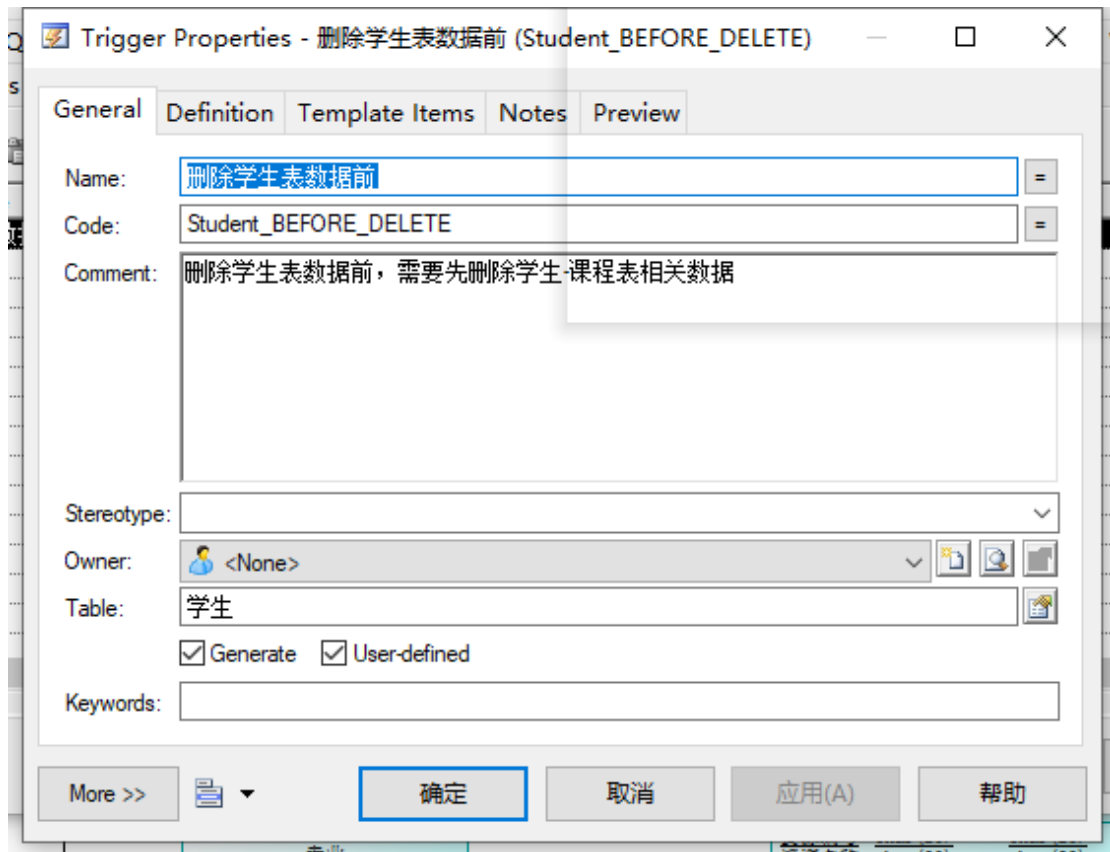 Trigger Properties - 删除学生表数据前 (Student_BEFORE_DELETE)
General Definition Template Items Notes Preview
Name: 删除学生表数据前 =
Code: Student_BEFORE_DELETE =
Comment: 删除学生表数据前，需要先删除学生-课程表相关数据
Stereotype:
Owner: <None>
Table: 学生
Generate User-defined
Keywords:
More >> 确定 取消 应用(A) 帮助